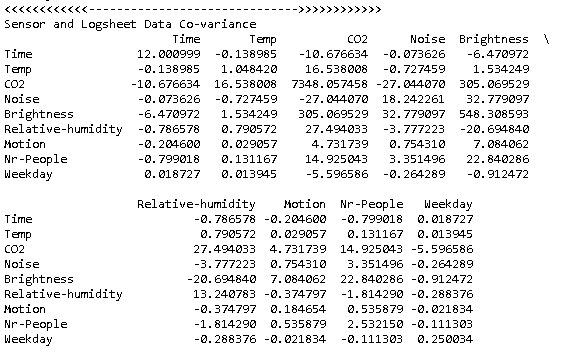 <<<<<<<<<<<<------------------------------>>>>>>>>>>>>
Sensor and Logsheet Data Co-variance
Time Temp CO2 Noise Brightness \
Time 12.000999 -0.138985 -10.676634 -0.073626 -6.470972
Temp -0.138985 1.048420 16.538008 -0.727459 1.534249
CO2 -10.676634 16.538008 7348.057458 -27.044070 305.069529
Noise -0.073626 -0.727459 -27.044070 18.242261 32.779097
Brightness -6.470972 1.534249 305.069529 32.779097 548.308593
Relative-humidity -0.786578 0.790572 27.494033 -3.777223 -20.694840
Motion -0.204600 0.029057 4.731739 0.754310 7.084062
Nr-People -0.799018 0.131167 14.925043 3.351496 22.840286
Weekday 0.018727 0.013945 -5.596586 -0.264289 -0.912472
Relative-humidity Motion Nr-People Weekday
Time -0.786578 -0.204600 -0.799018 0.018727
Temp 0.790572 0.029057 0.131167 0.013945
CO2 27.494033 4.731739 14.925043 -5.596586
Noise -3.777223 0.754310 3.351496 -0.264289
Brightness -20.694840 7.084062 22.840286 -0.912472
Relative-humidity 13.240783 -0.374797 -1.814290 -0.288376
Motion -0.374797 0.184654 0.535879 -0.021834
Nr-People -1.814290 0.535879 2.532150 -0.111303
Weekday -0.288376 -0.021834 -0.111303 0.250034